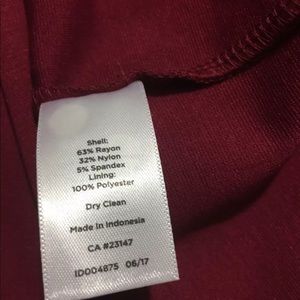 Shell:
63% Rayon
32% Nylon
5% Spandex
Lining:
100% Polyester
Dry Clean
Made in Indonesia
CA #23147
ID004875 06/17